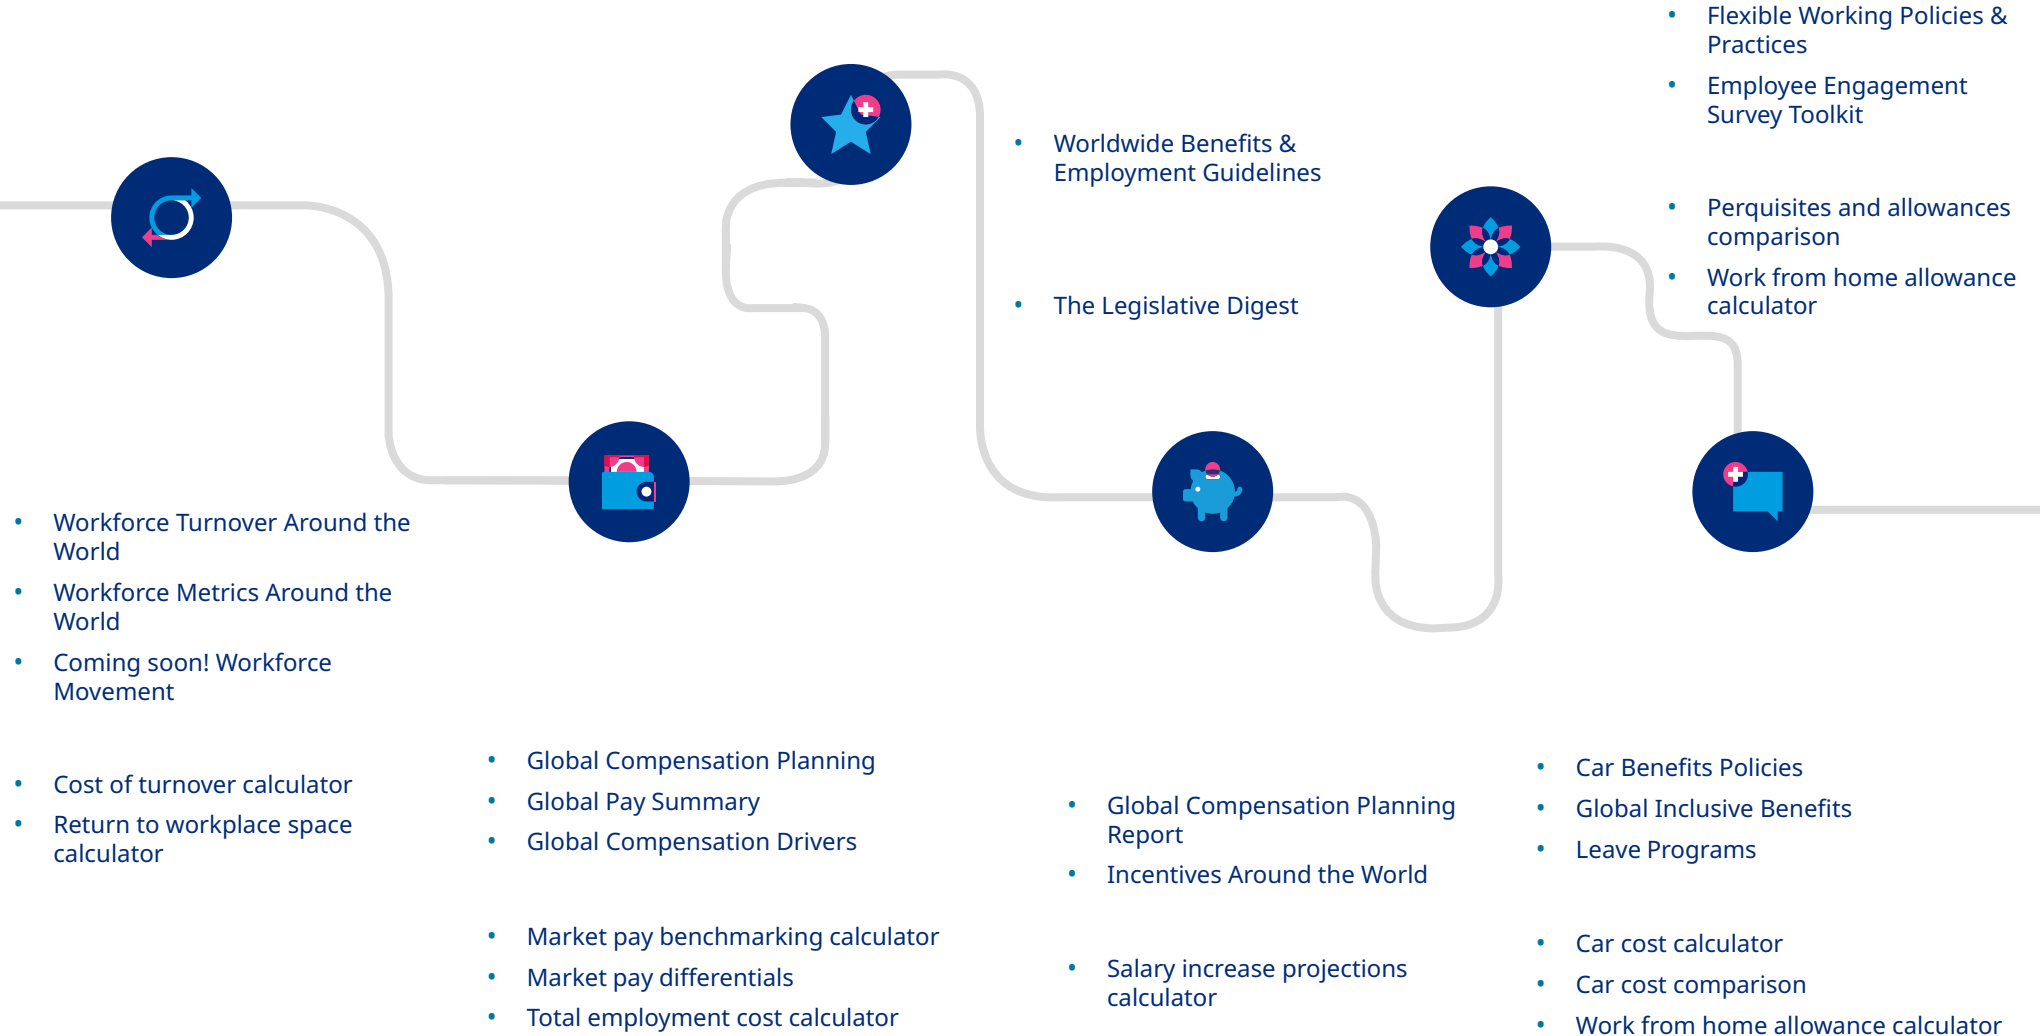 Workforce Turnover Around the
World
Workforce Metrics Around the
World
Coming soon! Workforce
Movement
Cost of turnover calculator
Return to workplace space
calculator
Global Compensation Planning
Global Pay Summary
Global Compensation Drivers
Market pay benchmarking calculator
Market pay differentials
Total employment cost calculator
Worldwide Benefits &
Employment Guidelines
The Legislative Digest
Global Compensation Planning
Report
Incentives Around the World
Salary increase projections
calculator
Car Benefits Policies
Global Inclusive Benefits
Leave Programs
Car cost calculator
Car cost comparison
Work from home allowance calculator
Flexible Working Policies &
Practices
Employee Engagement
Survey Toolkit
Perquisites and allowances
comparison
Work from home allowance
calculator